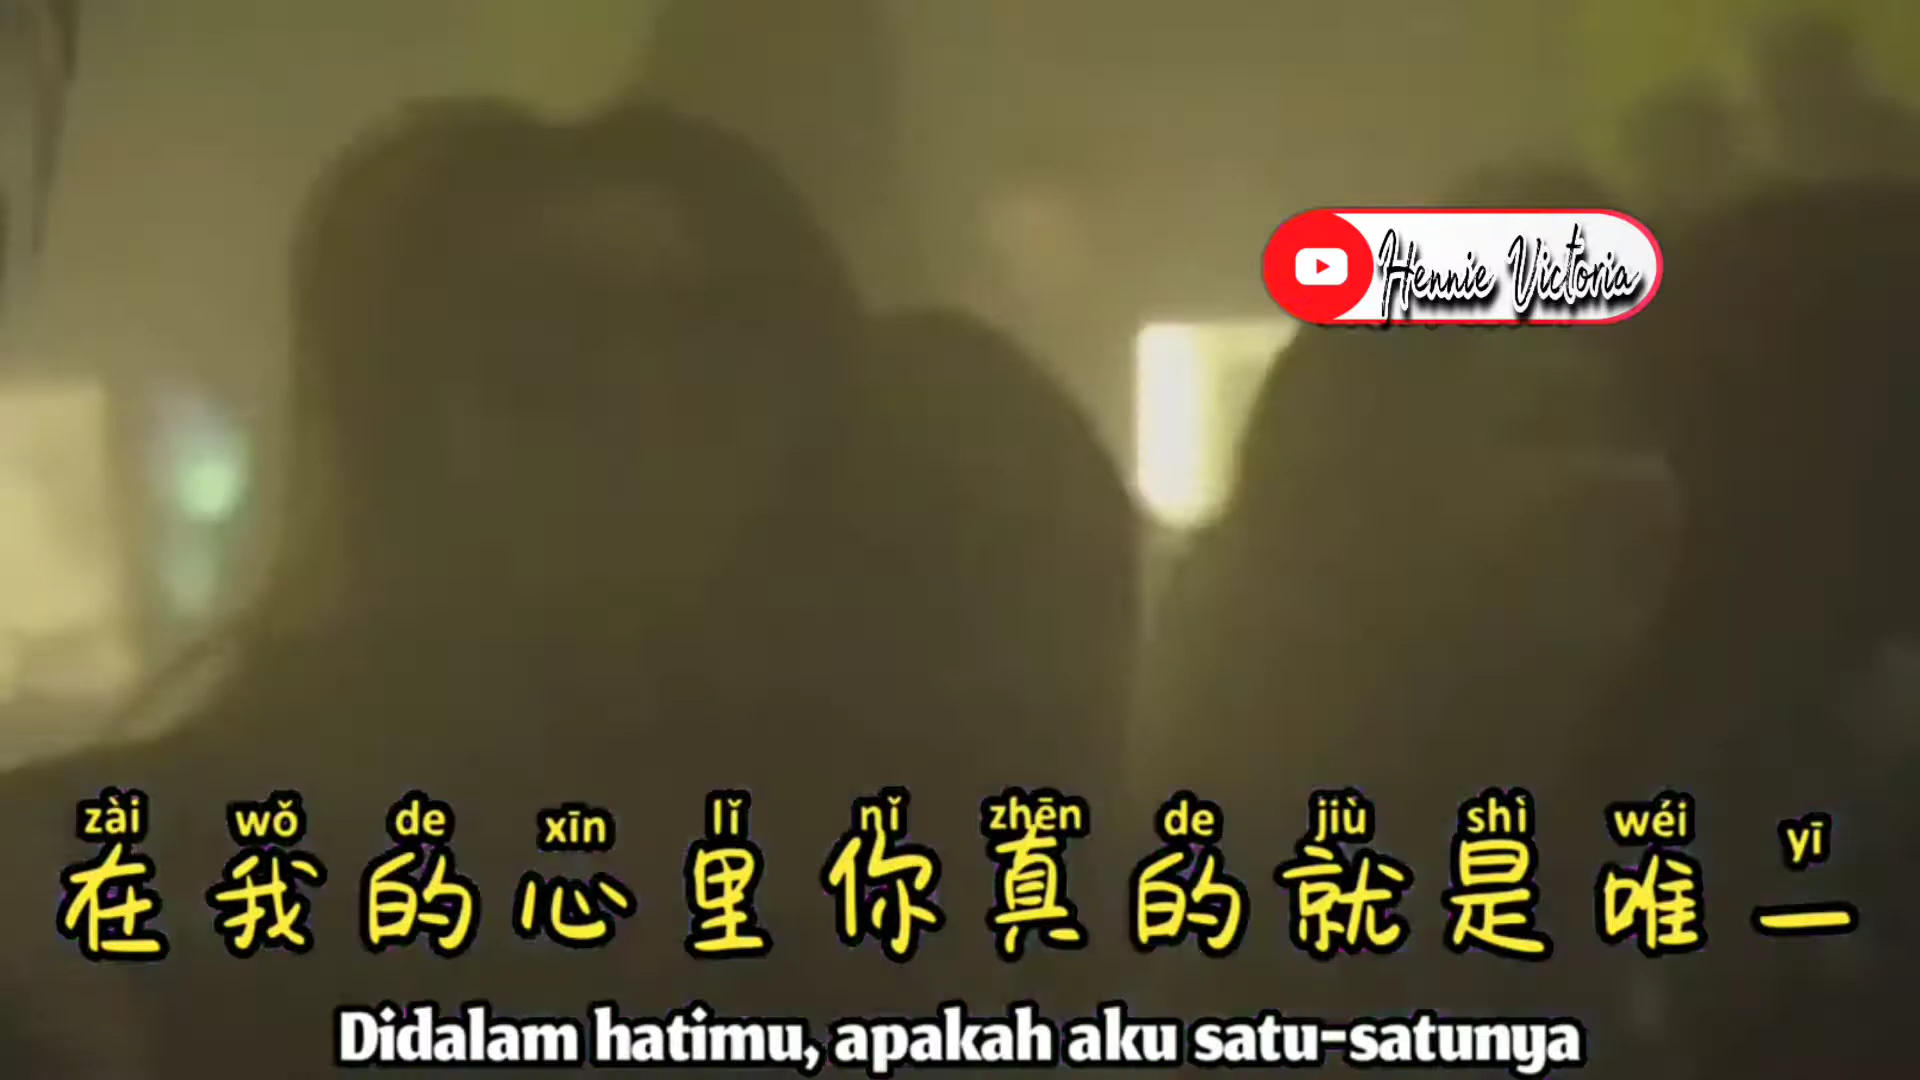 Hennie Victoria
zài wǒ de xīn lǐ nǐ zhēn de jiù shì wéi yī
在我的心里你真的就是唯一
Didalam hatimu, apakah aku satu-satunya